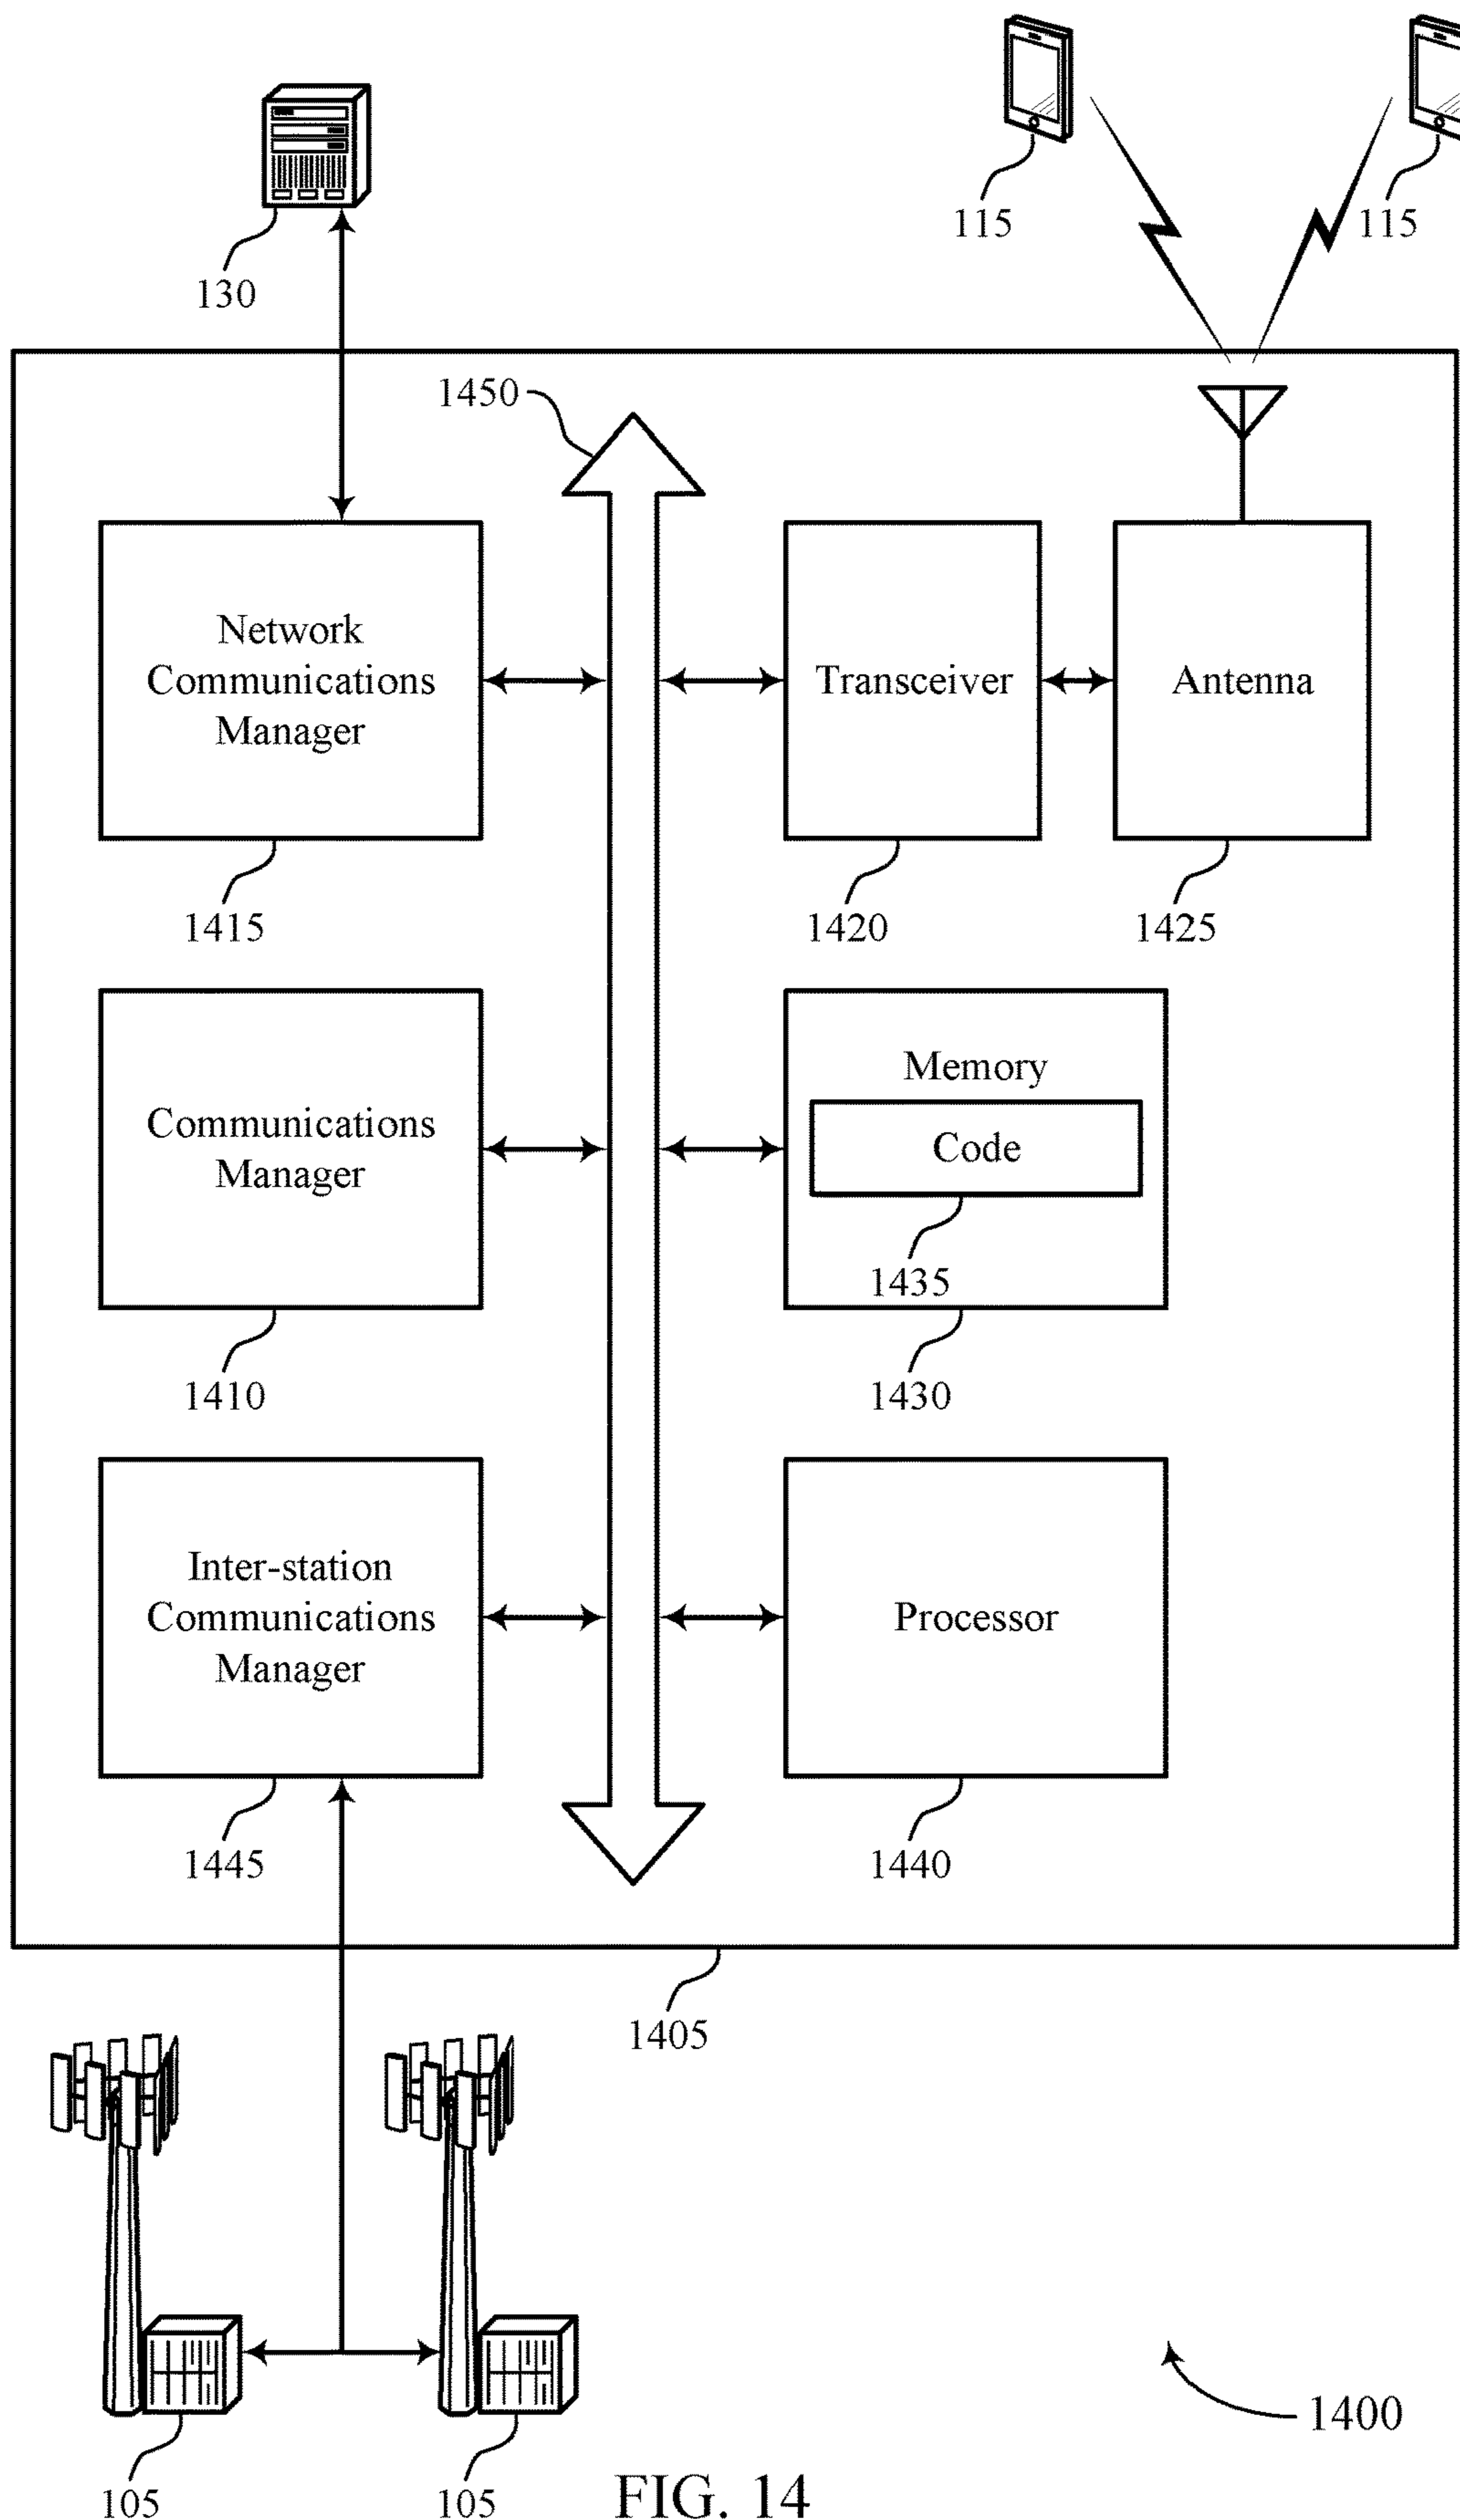 115
115
130
1450
Network
Communications
Manager
Transceiver
Antenna
1415
1420
1425
Communications
Manager
Memory
Code
1435
1410
1430
Inter-station
Communications
Manager
Processor
1445
1440
1405
1400
105
105
FIG. 14